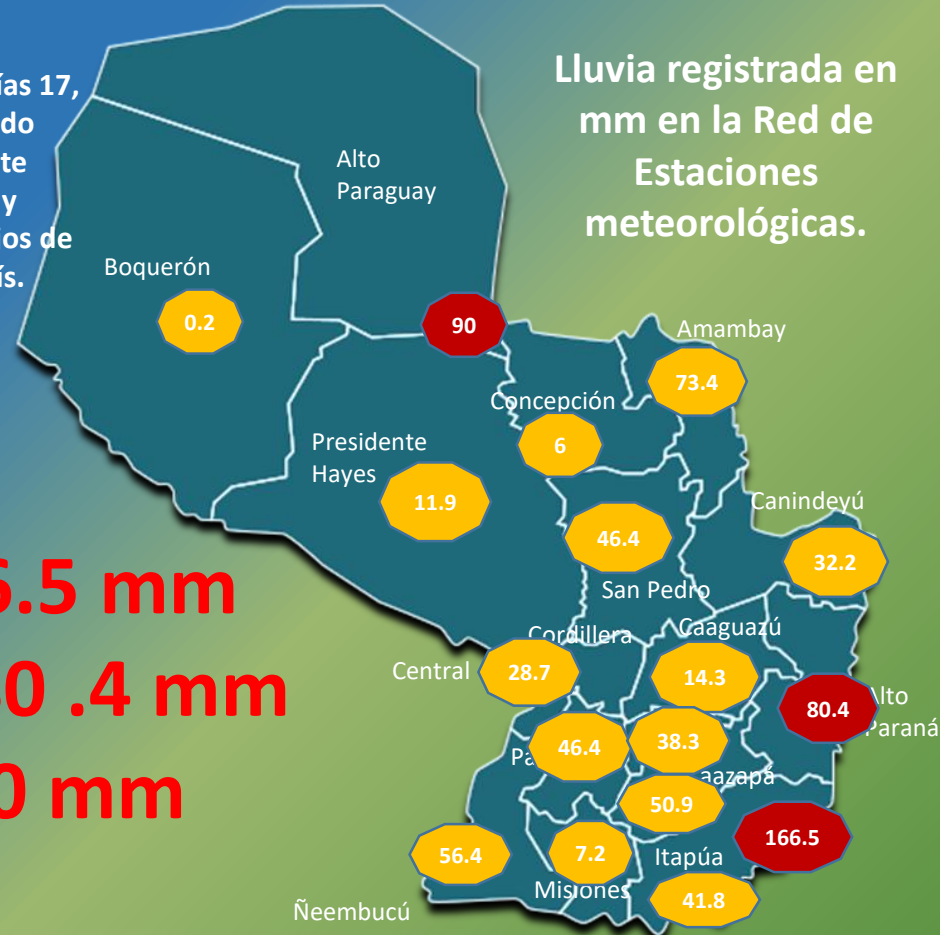 ías 17,
do
te
y
ios de
ís.
Lluvia registrada en
mm en la Red de
Estaciones
meteorológicas.
Alto
Paraguay
Boquerón
0.2
90
Amambay
73.4
Concepción
6
Presidente
Hayes
11.9
Canindeyú
46.4
32.2
San Pedro
6.5 mm
0 .4 mm
0 mm
Cordillera
Caaguazú
Central
28.7
14.3
80.4
Alto
Paraná
Pa
46.4
38.3
aazapá
50.9
166.5
56.4
7.2
Itapúa
Misiones
41.8
Ñeembucú